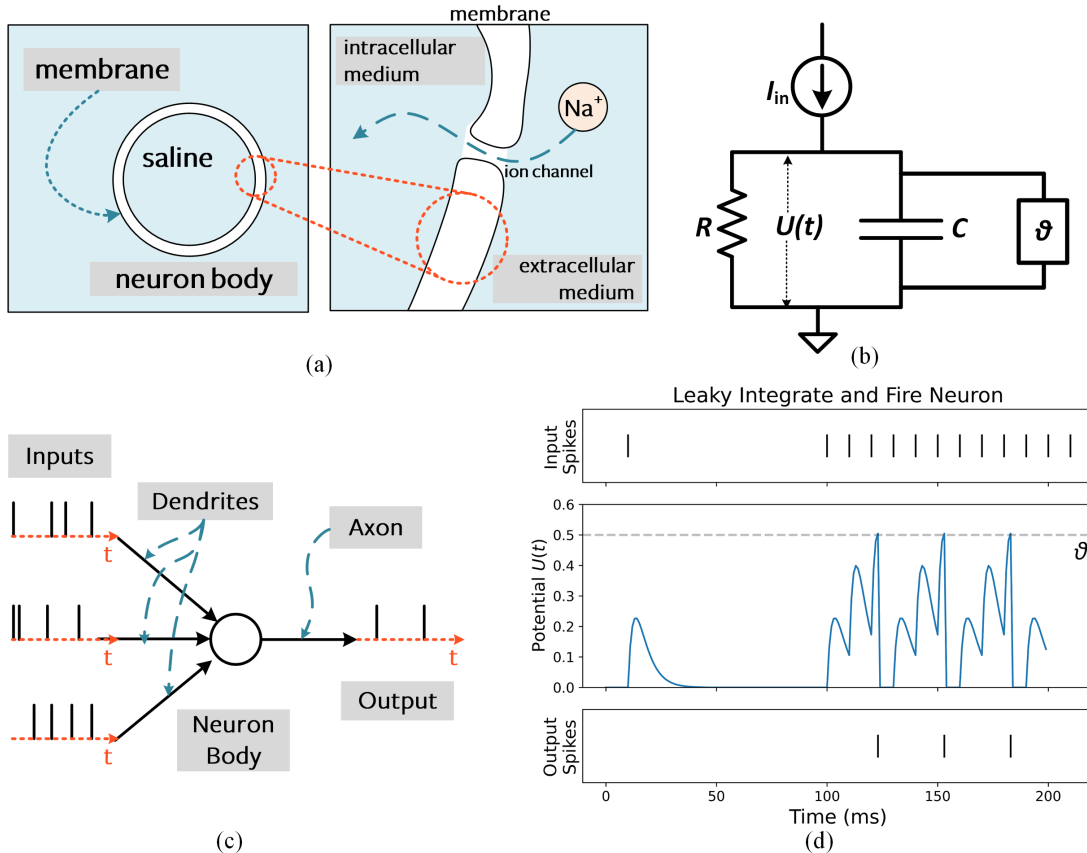 membrane
membrane
saline
neuron body
intracellular
medium
Na⁺
ion channel
extracellular
medium
(a)
I_in
R
U(t)
C
ϑ
(b)
Inputs
Dendrites
Axon
t
t
t
t
Neuron
Body
Output
(c)
Leaky Integrate and Fire Neuron
Input
Spikes
Potential U(t)
0.6
0.5
0.4
0.3
0.2
0.1
0.0
ϑ
Output
Spikes
0
50
100
150
200
Time (ms)
(d)